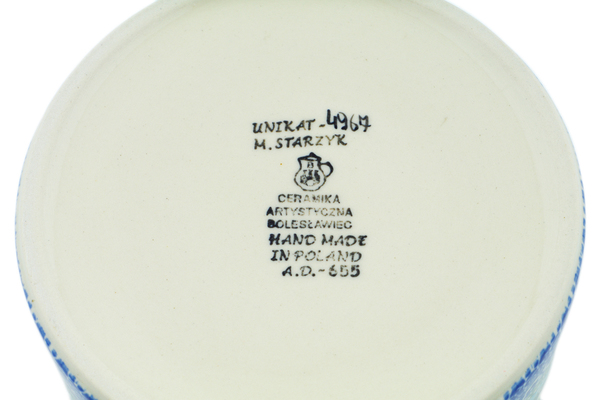 UNIKAT-4967
M. STARZYK
CERAMIKA
ARTYSTYCZNA
BOLESŁAWIEC
HAND MADE
IN POLAND
A.D.-655